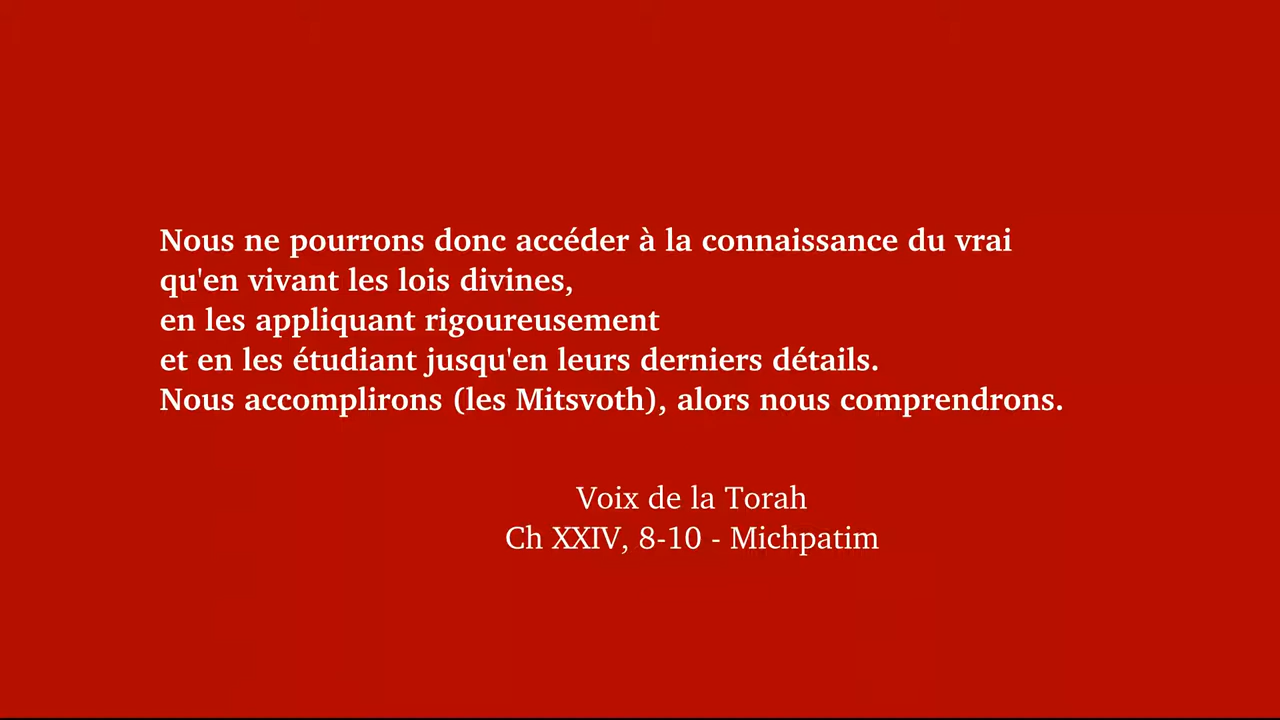 Nous ne pourrons donc accéder à la connaissance du vrai
qu'en vivant les lois divines,
en les appliquant rigoureusement
et en les étudiant jusqu'en leurs derniers détails.
Nous accomplirons (les Mitsvoth), alors nous comprendrons.
Voix de la Torah
Ch XXIV, 8-10 - Michpatim